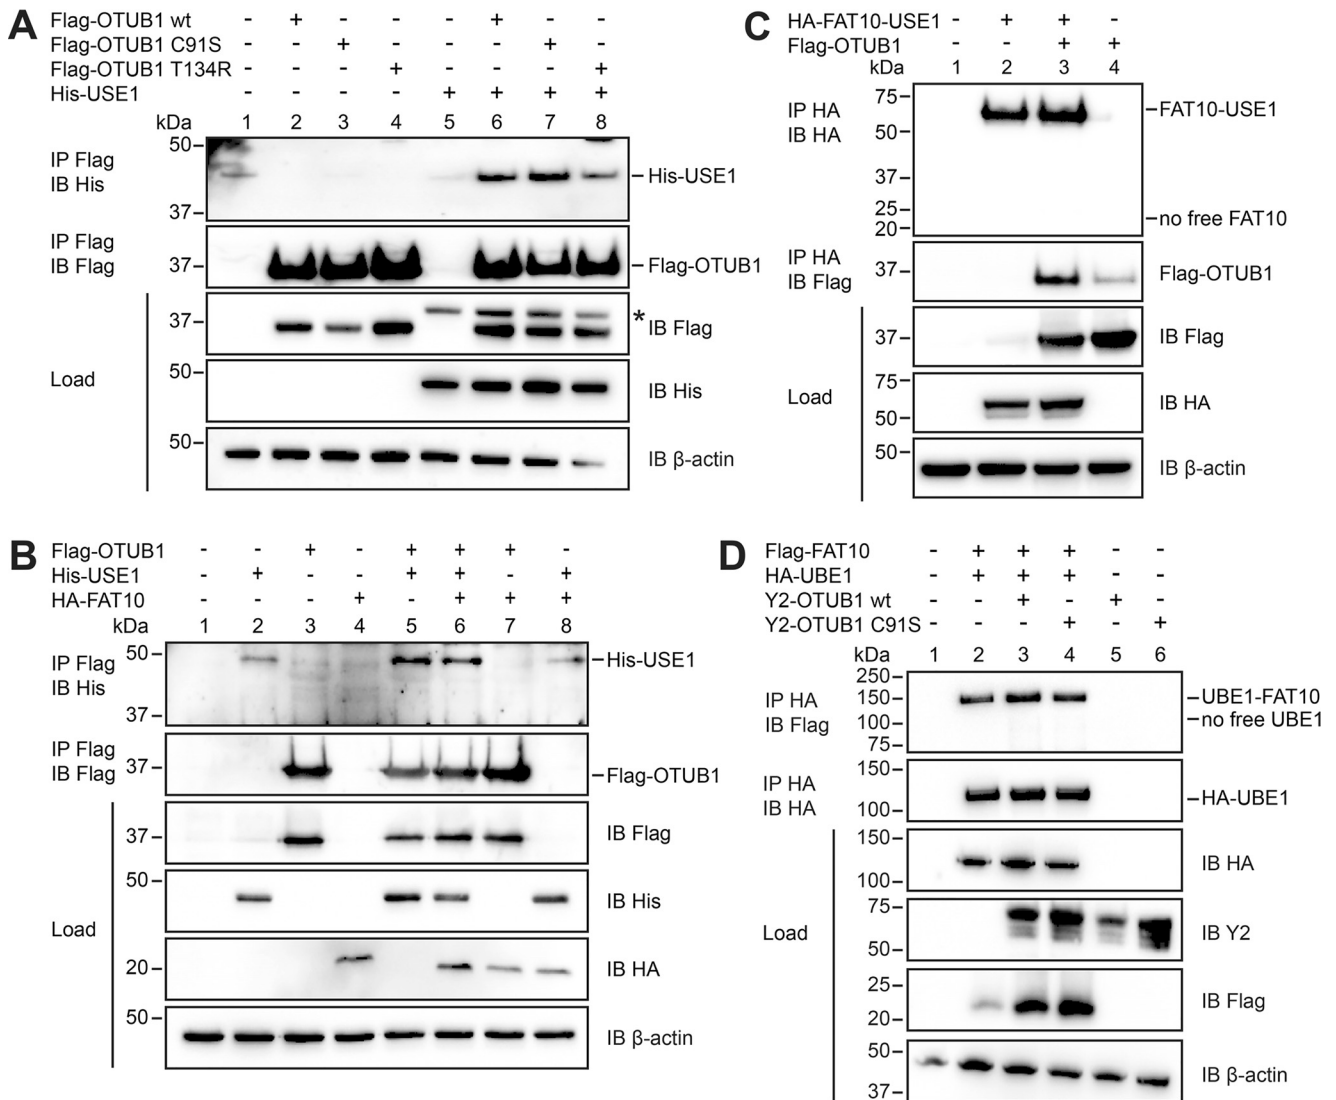 A
Flag-OTUB1 wt - + - - - + - -
Flag-OTUB1 C91S - - + - - - + -
Flag-OTUB1 T134R - - - + - - - +
His-USE1 - - - - + + + +
kDa 1 2 3 4 5 6 7 8
IP Flag
IB His
50
37
His-USE1
IP Flag
IB Flag
37
Flag-OTUB1
37
* IB Flag
Load
50
IB His
50
IB β-actin
B
Flag-OTUB1 - - + - + + + -
His-USE1 - + - - + + - +
HA-FAT10 - - - + - + + +
kDa 1 2 3 4 5 6 7 8
IP Flag
IB His
50
37
His-USE1
IP Flag
IB Flag
37
Flag-OTUB1
37
IB Flag
50
IB His
Load
20
IB HA
50
IB β-actin
C
HA-FAT10-USE1 - + + -
Flag-OTUB1 - - + +
kDa 1 2 3 4
IP HA
IB HA
75
50
37
25
20
FAT10-USE1
no free FAT10
IP HA
IB Flag
37
Flag-OTUB1
37
IB Flag
Load
75
50
IB HA
50
IB β-actin
D
Flag-FAT10 - + + + - -
HA-UBE1 - + + + - -
Y2-OTUB1 wt - - + - + -
Y2-OTUB1 C91S - - - + - +
kDa 1 2 3 4 5 6
IP HA
IB Flag
250
150
100
75
UBE1-FAT10
no free UBE1
IP HA
IB HA
150
100
HA-UBE1
150
100
IB HA
Load
75
50
IB Y2
25
20
IB Flag
50
37
IB β-actin